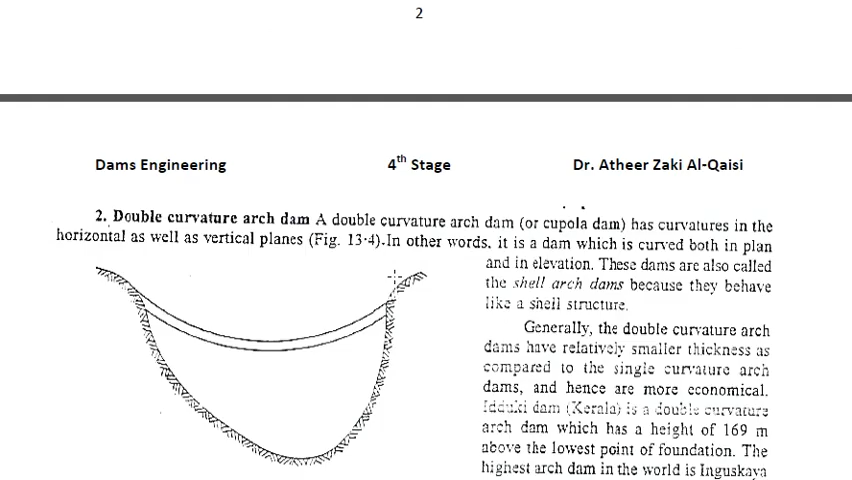 2
Dams Engineering 4th Stage Dr. Atheer Zaki Al-Qaisi
2. Double curvature arch dam A double curvature arch dam (or cupola dam) has curvatures in the
horizontal as well as vertical planes (Fig. 13·4). In other words, it is a dam which is curved both in plan
and in elevation. These dams are also called
the shell arch dams because they behave
like a shell structure.
Generally, the double curvature arch
dams have relatively smaller thickness as
compared to the single curvature arch
dams, and hence are more economical.
Idduki dam (Kerala) is a double curvature
arch dam which has a height of 169 m
above the lowest point of foundation. The
highest arch dam in the world is Inguskaya